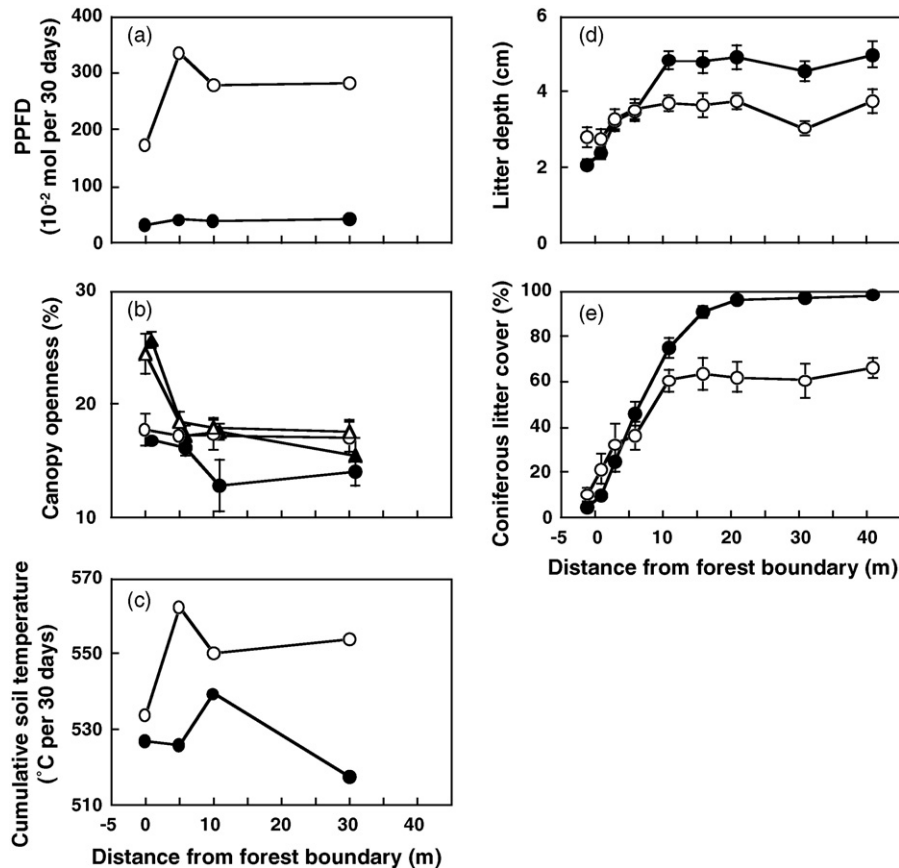 (a)
400
300
200
100
0
PPFD
(10⁻² mol per 30 days)
(b)
30
20
10
Canopy openness (%)
(c)
570
550
530
510
Cumulative soil temperature
(˚C per 30 days)
-5 0 10 20 30 40
Distance from forest boundary (m)
(d)
6
4
2
0
Litter depth (cm)
(e)
100
80
60
40
20
0
Coniferous litter cover (%)
-5 0 10 20 30 40
Distance from forest boundary (m)